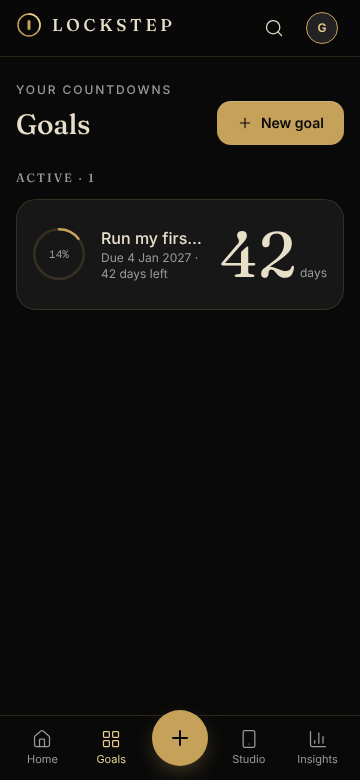 LOCKSTEP
G
YOUR COUNTDOWNS
Goals
+ New goal
ACTIVE · 1
14%
Run my firs...
Due 4 Jan 2027 ·
42 days left
42 days
Home
Goals
+
Studio
Insights